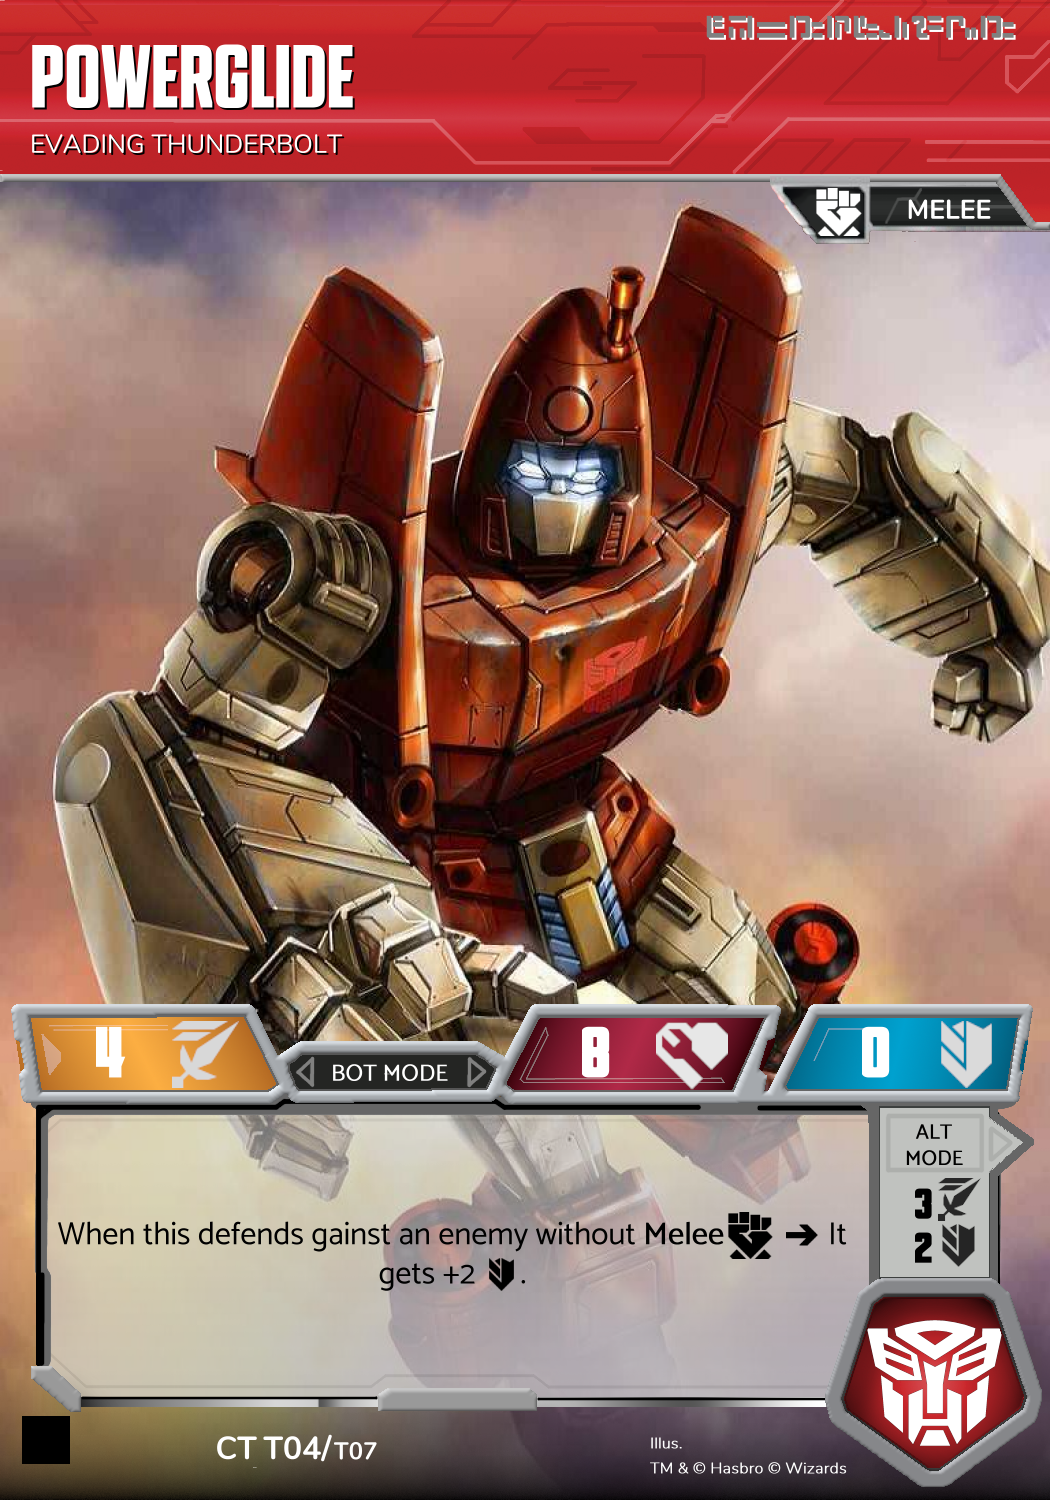 POWERGLIDE
EVADING THUNDERBOLT
MELEE
4
BOT MODE
8
0
When this defends gainst an enemy without Melee ➔ It
gets +2 .
ALT
MODE
3
2
CT T04/T07
Illus.
TM & © Hasbro © Wizards